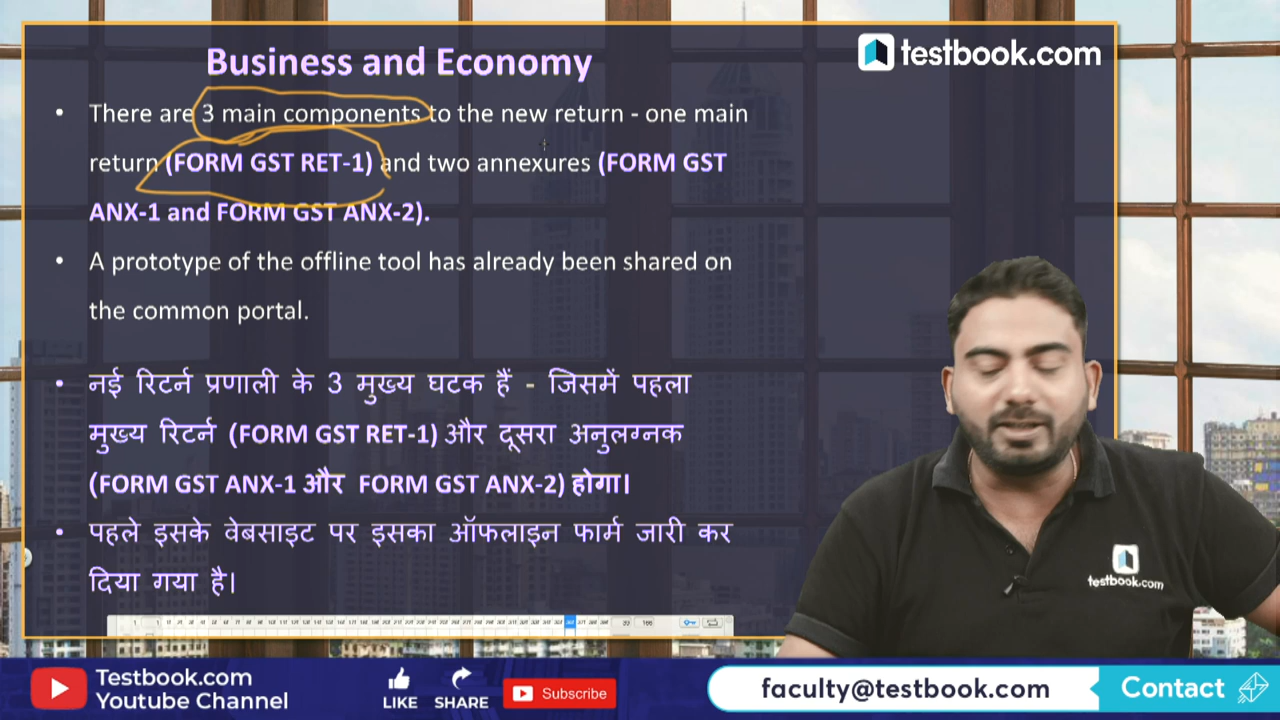 Business and Economy
testbook.com
• There are 3 main components to the new return - one main
return (FORM GST RET-1) and two annexures (FORM GST
ANX-1 and FORM GST ANX-2).
• A prototype of the offline tool has already been shared on
the common portal.
• नई रिटर्न प्रणाली के 3 मुख्य घटक हैं - जिसमें पहला
मुख्य रिटर्न (FORM GST RET-1) और दूसरा अनुलग्नक
(FORM GST ANX-1 और FORM GST ANX-2) होगा।
• पहले इसके वेबसाइट पर इसका ऑफलाइन फार्म जारी कर
दिया गया है।
testbook.com
Testbook.com
Youtube Channel
LIKE
SHARE
Subscribe
faculty@testbook.com
Contact